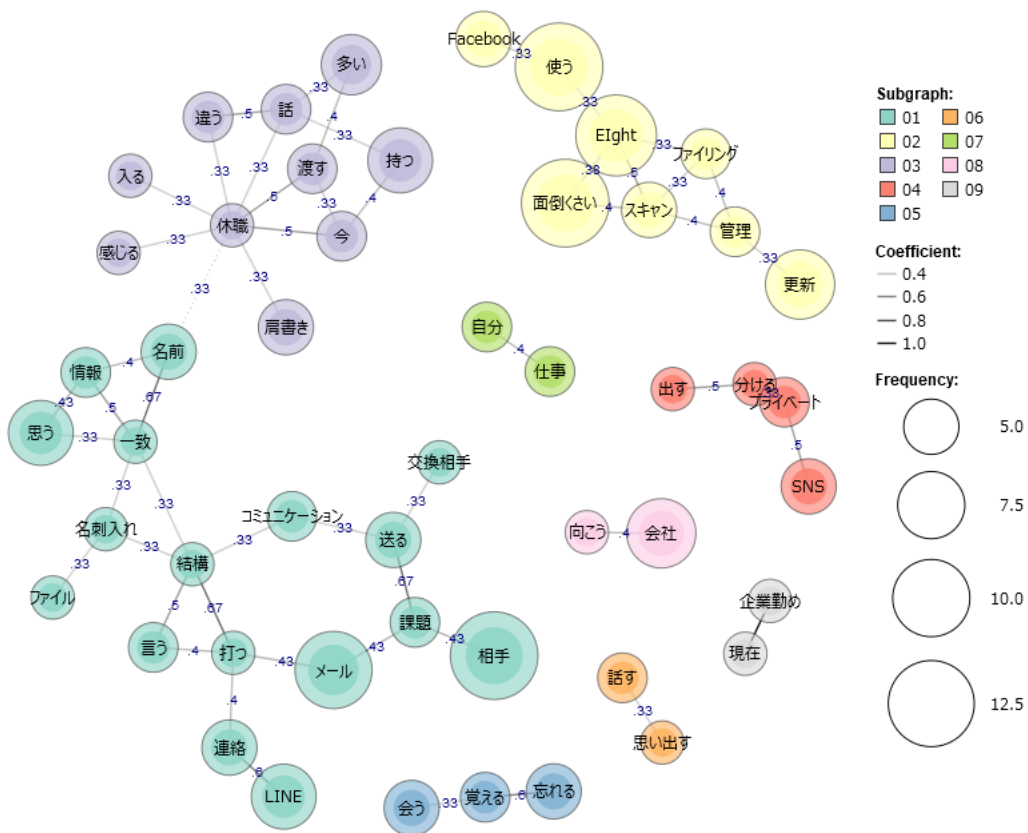 多い
Facebook
.33
使う
違う
.5
話
.33
.4
.33
.33
EIght
.33
ファイリング
入る
.33
.33
渡す
持つ
.38
.5
.33
.33
.5
.33
.4
面倒くさい
.4
スキャン
.4
.4
管理
休職
.5
今
感じる
.33
.33
更新
.33
.33
肩書き
自分
.4
仕事
名前
情報
.4
.67
.43
.5
思う
.33
一致
出す
.5
分ける
.33
プライベート
.5
SNS
交換相手
.33
.33
.33
名刺入れ
.33
.33
コミュニケーション
.33
送る
向こう
.4
会社
結構
ファイル
.5
.67
.67
企業勤め
現在
言う
.4
打つ
.43
メール
.43
課題
.43
相手
話す
.33
思い出す
.4
連絡
.6
LINE
会う
.33
覚える
.6
忘れる
Subgraph:
01 06
02 07
03 08
04 09
05
Coefficient:
0.4
0.6
0.8
1.0
Frequency:
5.0
7.5
10.0
12.5